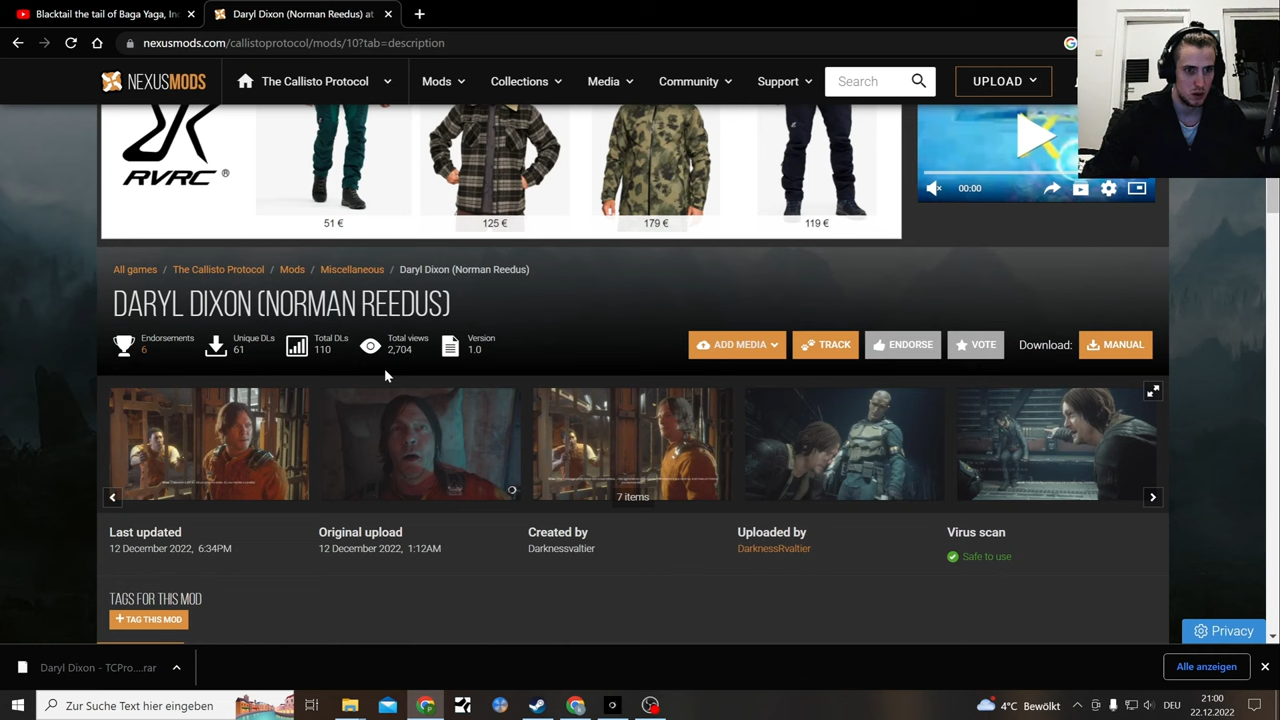 Blacktail the tail of Baga Yaga, In
Daryl Dixon (Norman Reedus) at
nexusmods.com/callistoprotocol/mods/10?tab=description
NEXUSMODS
The Callisto Protocol
Mods
Collections
Media
Community
Support
Search
UPLOAD
RVRC ®
51 €
125 €
179 €
119 €
00:00
All games / The Callisto Protocol / Mods / Miscellaneous / Daryl Dixon (Norman Reedus)
DARYL DIXON (NORMAN REEDUS)
Endorsements
6
Unique DLs
61
Total DLs
110
Total views
2,704
Version
1.0
ADD MEDIA
TRACK
ENDORSE
VOTE
Download:
MANUAL
7 items
Last updated
12 December 2022, 6:34PM
Original upload
12 December 2022, 1:12AM
Created by
Darknessvaltier
Uploaded by
DarknessRvaltier
Virus scan
Safe to use
TAGS FOR THIS MOD
+ TAG THIS MOD
Privacy
Daryl Dixon - TCPro....rar
Alle anzeigen
Zur Suche Text hier eingeben
4°C Bewölkt
DEU
21:00
22.12.2022